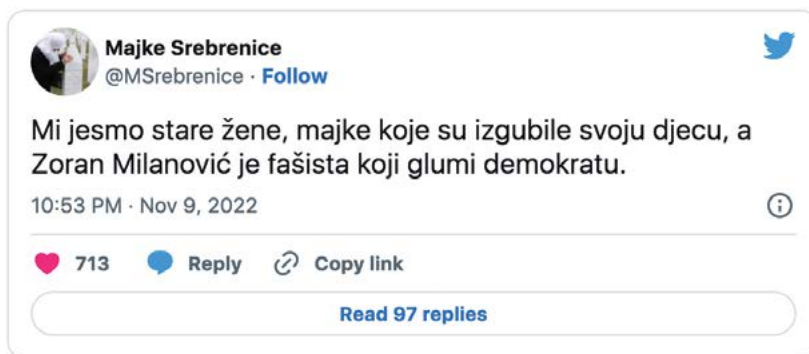 Majke Srebrenice
@MSrebrenice · Follow
Mi jesmo stare žene, majke koje su izgubile svoju djecu, a
Zoran Milanović je fašista koji glumi demokratu.
10:53 PM · Nov 9, 2022
713 Reply Copy link
Read 97 replies